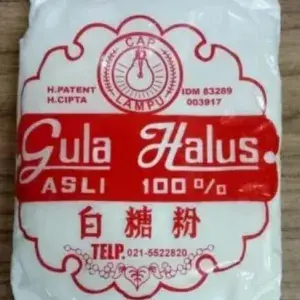 CAP
LAMPU
H.PATENT
H.CIPTA
IDM 83289
003917
Gula Halus
ASLI 100%
白糖粉
TELP. 021-5522820